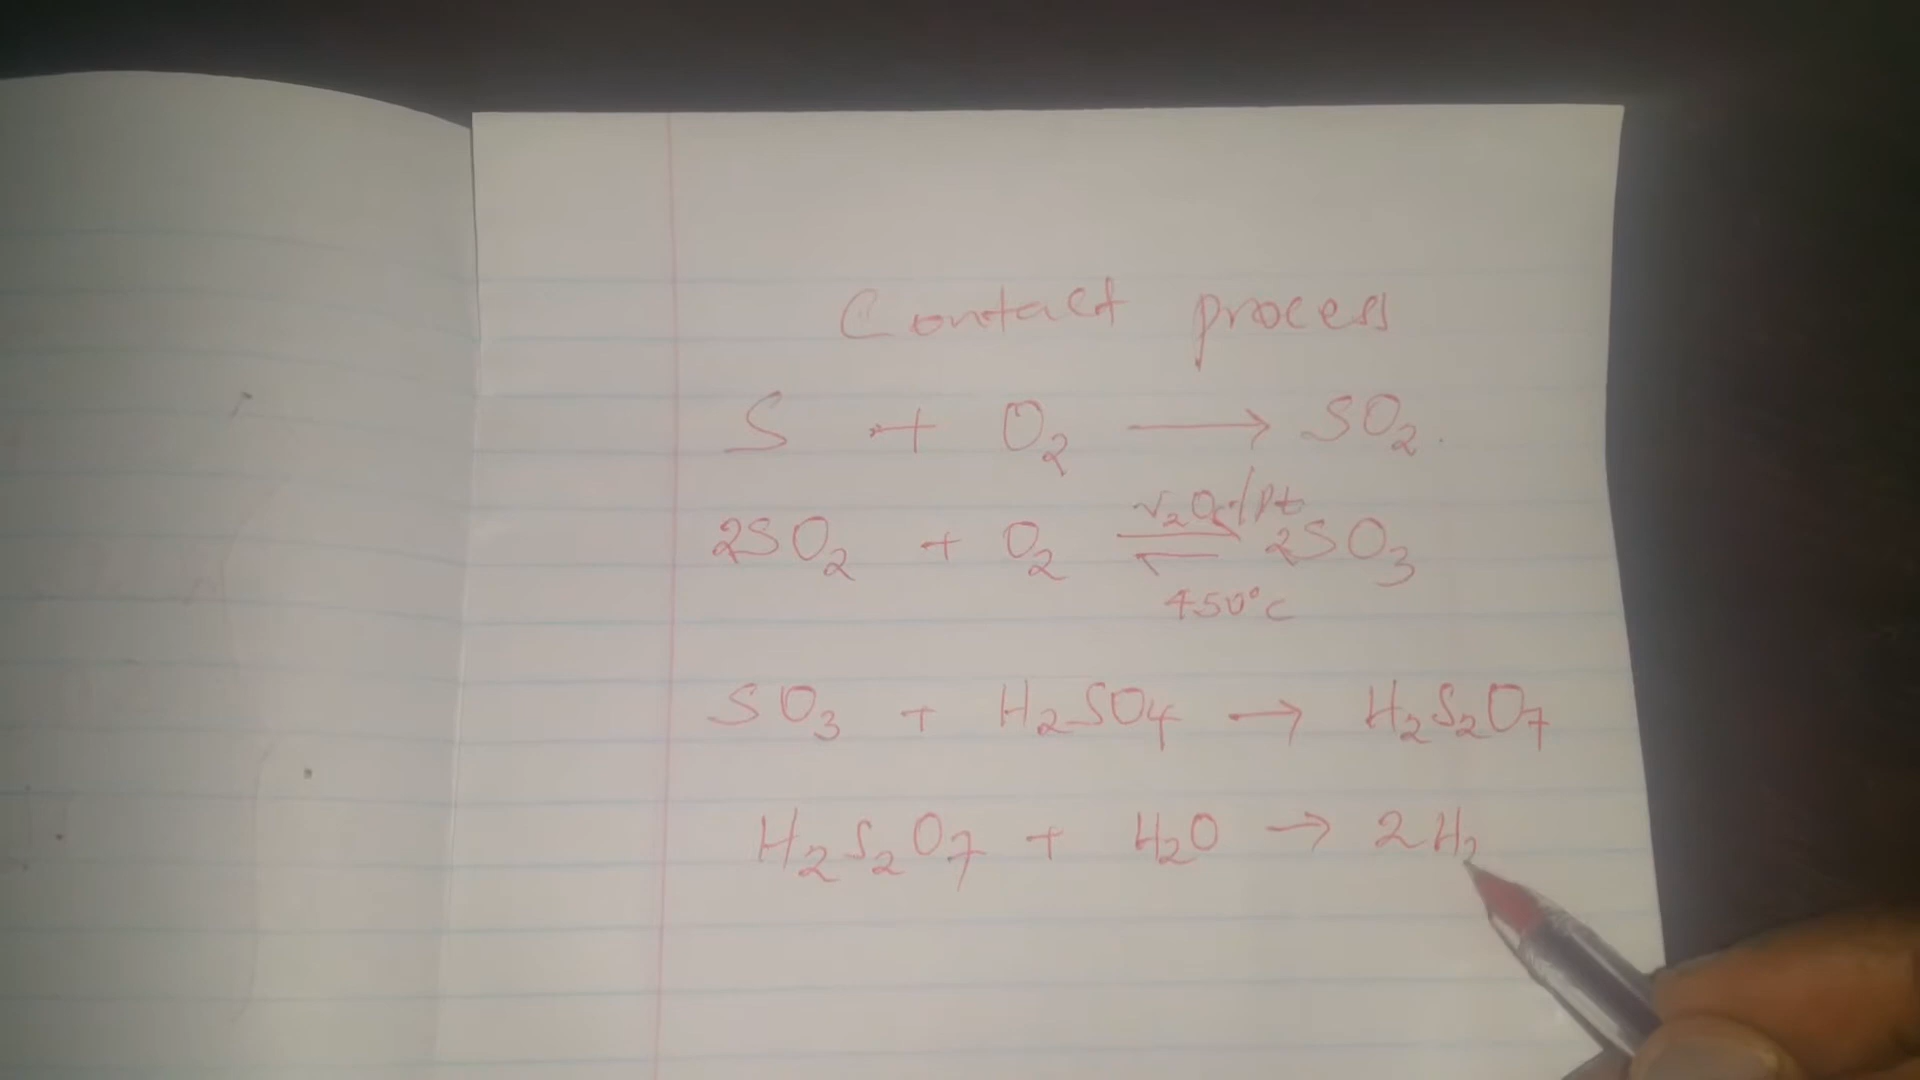 Contact process
S + O₂ → SO₂.
V₂O₅/Pt
2SO₂ + O₂ ⇌ 2SO₃
450°C
SO₃ + H₂SO₄ → H₂S₂O₇
H₂S₂O₇ + H₂O → 2H₂